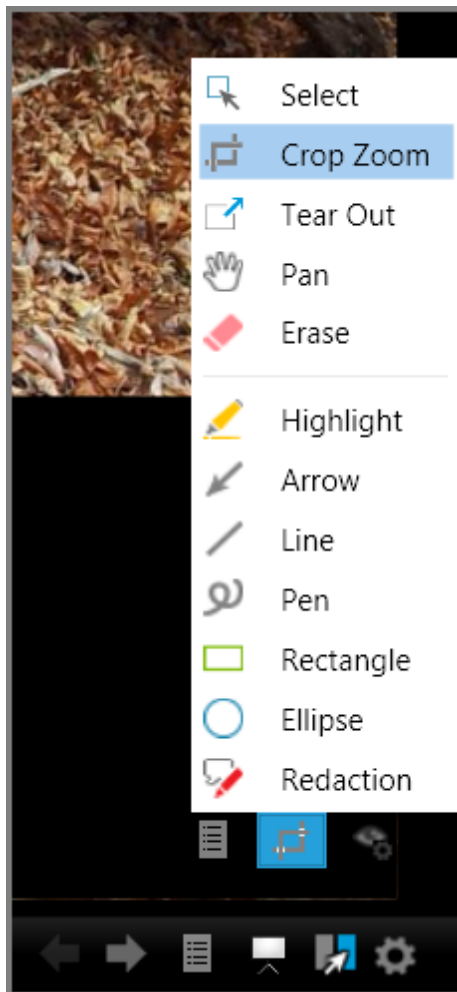 Select
Crop Zoom
Tear Out
Pan
Erase
Highlight
Arrow
Line
Pen
Rectangle
Ellipse
Redaction